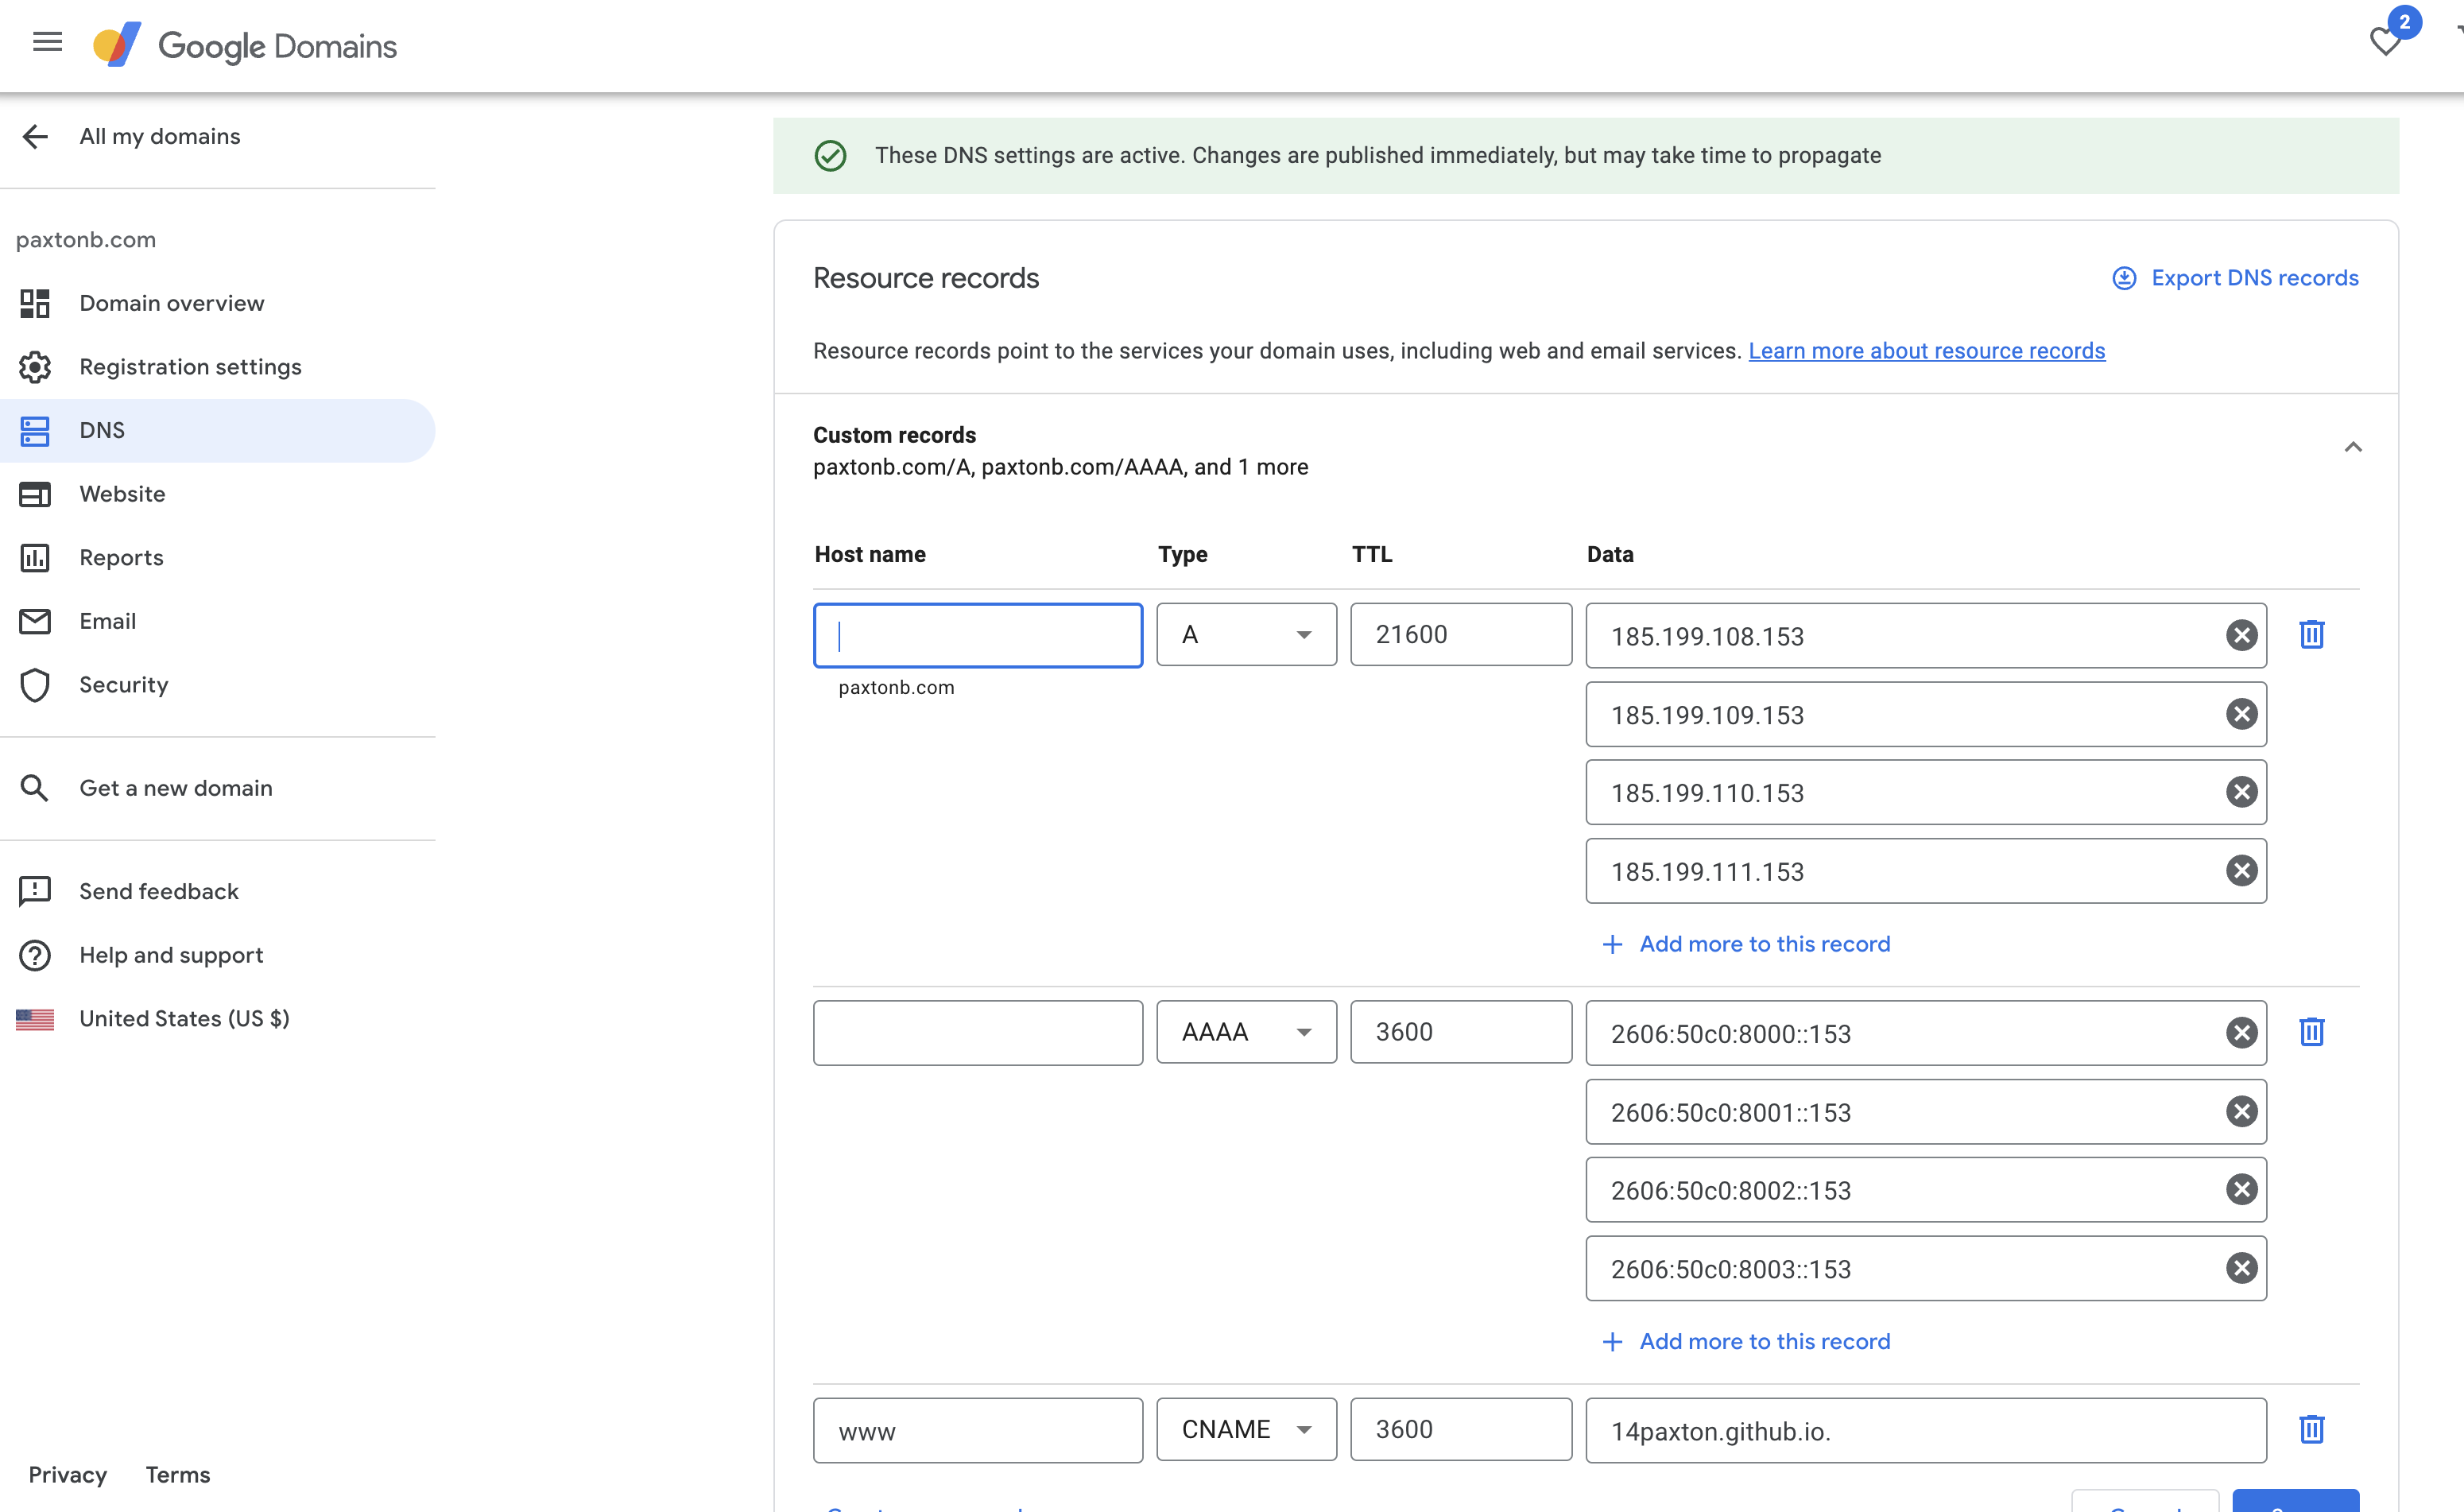 Google Domains
2
All my domains
paxtonb.com
Domain overview
Registration settings
DNS
Website
Reports
Email
Security
Get a new domain
Send feedback
Help and support
United States (US $)
Privacy Terms
These DNS settings are active. Changes are published immediately, but may take time to propagate
Resource records
Export DNS records
Resource records point to the services your domain uses, including web and email services. Learn more about resource records
Custom records
paxtonb.com/A, paxtonb.com/AAAA, and 1 more
Host name Type TTL Data
A 21600 185.199.108.153
paxtonb.com
185.199.109.153
185.199.110.153
185.199.111.153
Add more to this record
AAAA 3600 2606:50c0:8000::153
2606:50c0:8001::153
2606:50c0:8002::153
2606:50c0:8003::153
Add more to this record
www CNAME 3600 14paxton.github.io.